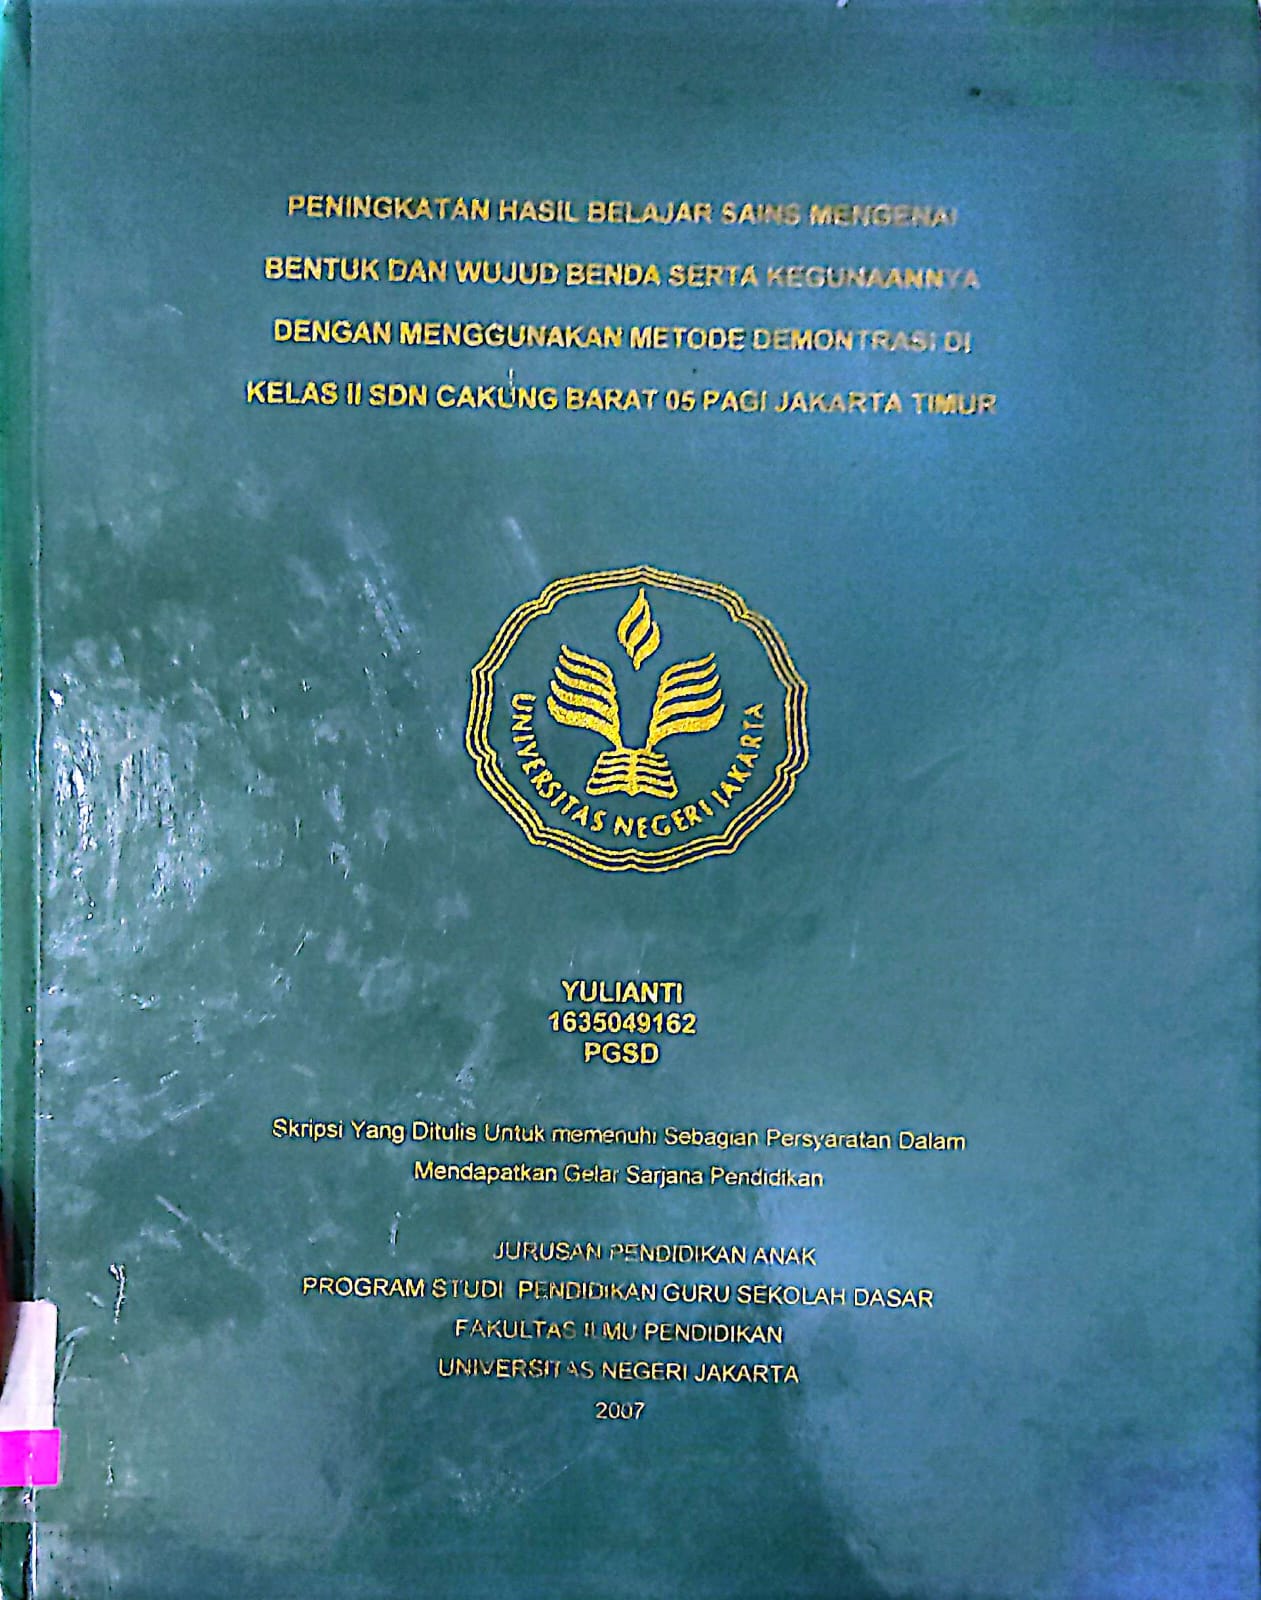 PENINGKATAN HASIL BELAJAR SAINS MENGENAI
BENTUK DAN WUJUD BENDA SERTA KEGUNAANNYA
DENGAN MENGGUNAKAN METODE DEMONTRASI DI
KELAS II SDN CAKUNG BARAT 05 PAGI JAKARTA TIMUR
UNIVERSITAS NEGERI JAKARTA
YULIANTI
1635049162
PGSD
Skripsi Yang Ditulis Untuk memenuhi Sebagian Persyaratan Dalam
Mendapatkan Gelar Sarjana Pendidikan
JURUSAN PENDIDIKAN ANAK
PROGRAM STUDI PENDIDIKAN GURU SEKOLAH DASAR
FAKULTAS ILMU PENDIDIKAN
UNIVERSITAS NEGERI JAKARTA
2007